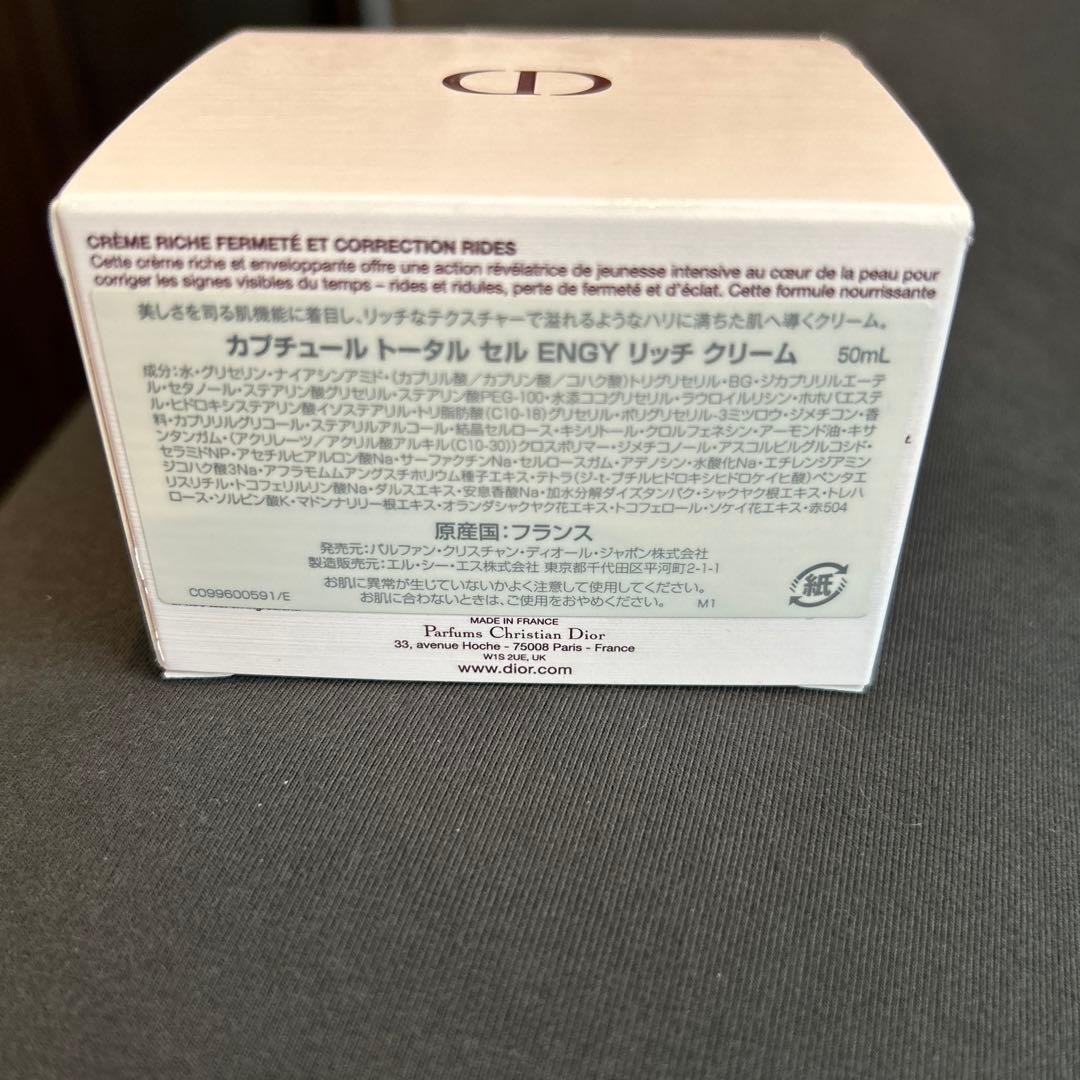 CD
CRÈME RICHE FERMETÉ ET CORRECTION RIDES
Cette crème riche et enveloppante offre une action révélatrice de jeunesse intensive au cœur de la peau pour
corriger les signes visibles du temps – rides et ridules, perte de fermeté et d'éclat. Cette formule nourrissante
美しさを司る肌機能に着目し、リッチなテクスチャーで溢れるようなハリに満ちた肌へ導くクリーム。
カプチュール トータル セル ENGY リッチ クリーム 50mL
成分:水・グリセリン・ナイアシンアミド・(カプリル酸/カプリン酸/コハク酸)トリグリセリル・BG・ジカプリリルエーテ
ル・セタノール・ステアリン酸グリセリル・ステアリン酸PEG-100・水添ココグリセリル・ラウロイルリシン・ホホバエステ
ル・ヒドロキシステアリン酸イソステアリル・トリ脂肪酸(C10-18)グリセリル・ポリグリセリル-3ミツロウ・ジメチコン・香
料・カプリルグリコール・ステアリルアルコール・結晶セルロース・キシリトール・クロルフェネシン・アーモンド油・キサ
ンタンガム・(アクリレーツ/アクリル酸アルキル(C10-30))クロスポリマー・ジメチコノール・アスコルビルグルコシド・
セラミドNP・アセチルヒアルロン酸Na・サーファクチンNa・セルロースガム・アデノシン・水酸化Na・エチレンジアミン
ジコハク酸3Na・アフラモムムアングスチホリウム種子エキス・テトラ(ジ-t-ブチルヒドロキシヒドロケイヒ酸)ペンタエ
リスリチル・トコフェリルリン酸Na・ダルスエキス・安息香酸Na・加水分解ダイズタンパク・シャクヤク根エキス・トレハ
ロース・ソルビン酸K・マドンナリリー根エキス・オランダシャクヤク花エキス・トコフェロール・ソケイ花エキス・赤504
原産国:フランス
発売元:パルファン・クリスチャン・ディオール・ジャポン株式会社
製造販売元:エル・シー・エス株式会社 東京都千代田区平河町2-1-1
お肌に異常が生じていないかよく注意して使用してください。
C099600591/E お肌に合わないときは、ご使用をおやめください。 M1
紙
MADE IN FRANCE
Parfums Christian Dior
33, avenue Hoche - 75008 Paris - France
W1S 2UE, UK
www.dior.com